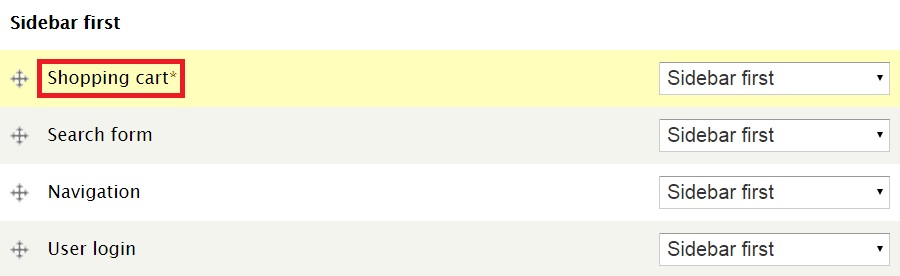 Sidebar first
Shopping cart* Sidebar first
Search form Sidebar first
Navigation Sidebar first
User login Sidebar first